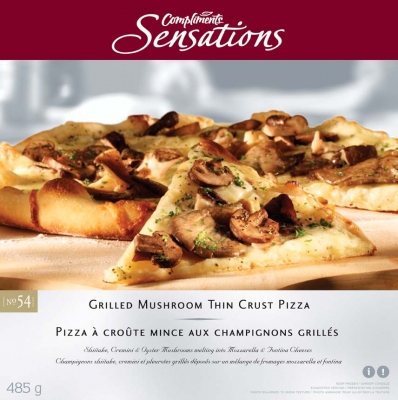 Compliments
Sensations
Nº 54
GRILLED MUSHROOM THIN CRUST PIZZA
PIZZA À CROÛTE MINCE AUX CHAMPIGNONS GRILLÉS
Shiitake, Cremini & Oyster Mushrooms melting into Mozzarella & Fontina Cheeses
Champignons shiitake, cremini et pleurotes grillés déposés sur un mélange de fromages mozzarella et fontina
485 g